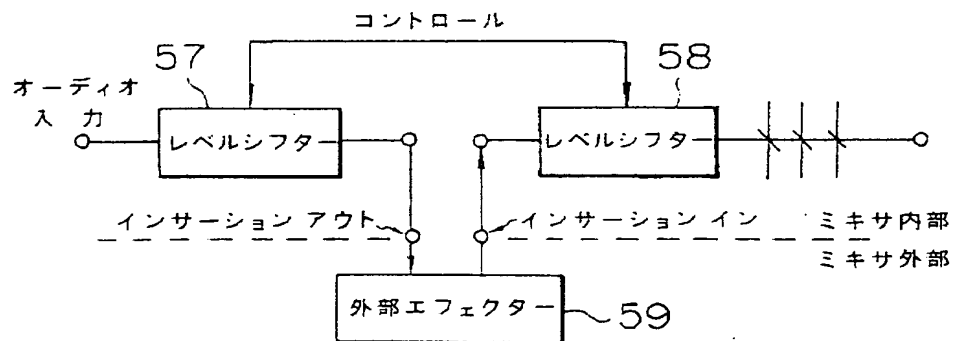 コントロール
57
58
オーディオ
入力
レベルシフター
レベルシフター
インサーション アウト
インサーション イン
ミキサ内部
ミキサ外部
外部エフェクター
59